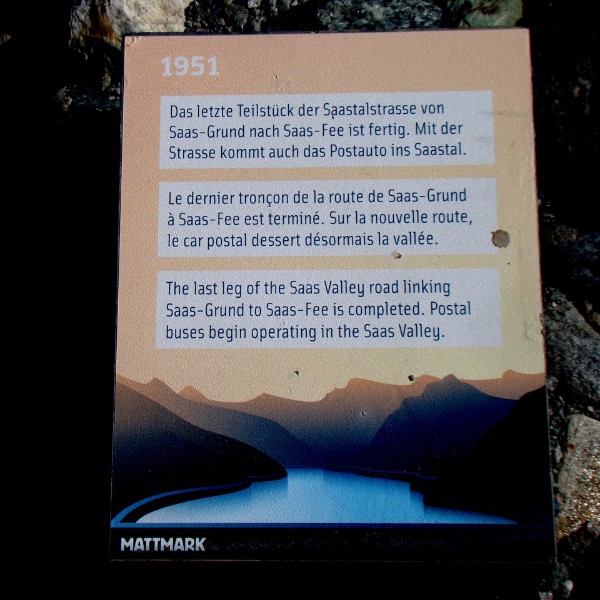 1951
Das letzte Teilstück der Saastalstrasse von
Saas-Grund nach Saas-Fee ist fertig. Mit der
Strasse kommt auch das Postauto ins Saastal.
Le dernier tronçon de la route de Saas-Grund
à Saas-Fee est terminé. Sur la nouvelle route,
le car postal dessert désormais la vallée.
The last leg of the Saas Valley road linking
Saas-Grund to Saas-Fee is completed. Postal
buses begin operating in the Saas Valley.
MATTMARK